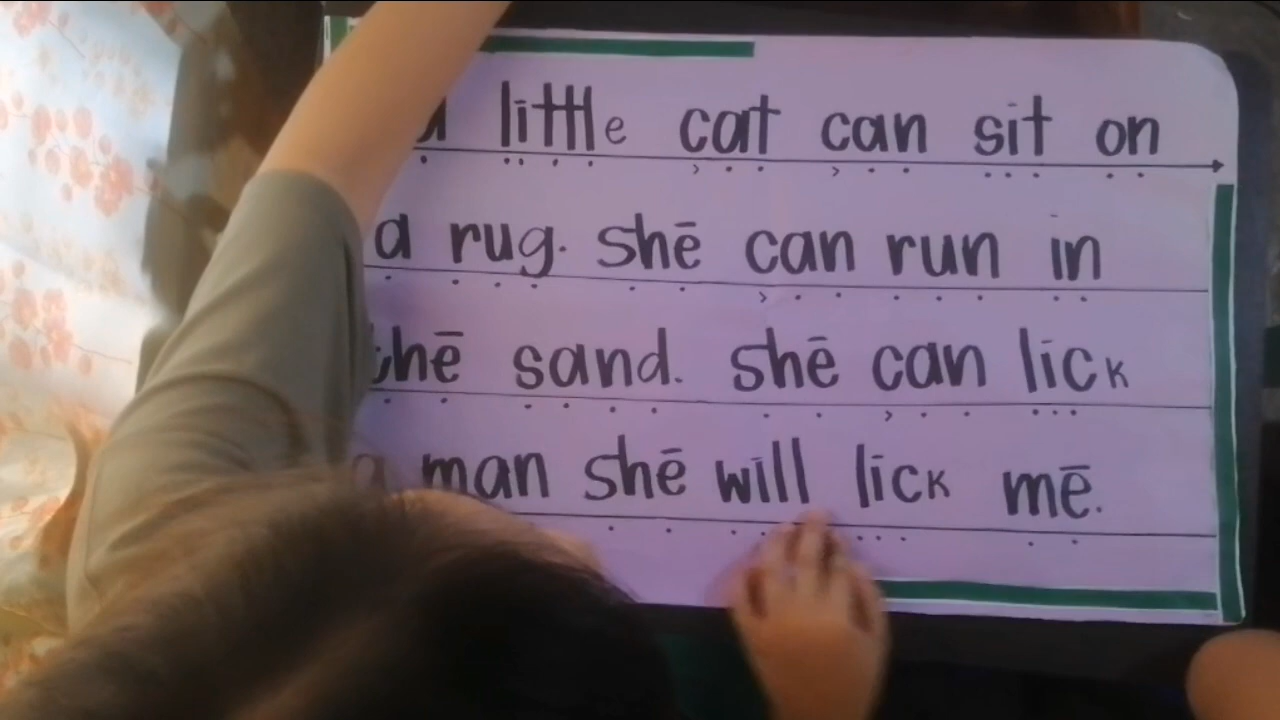 a little cat can sit on
a rug. shē can run in
thē sand. shē can lick
a man shē will lick mē.